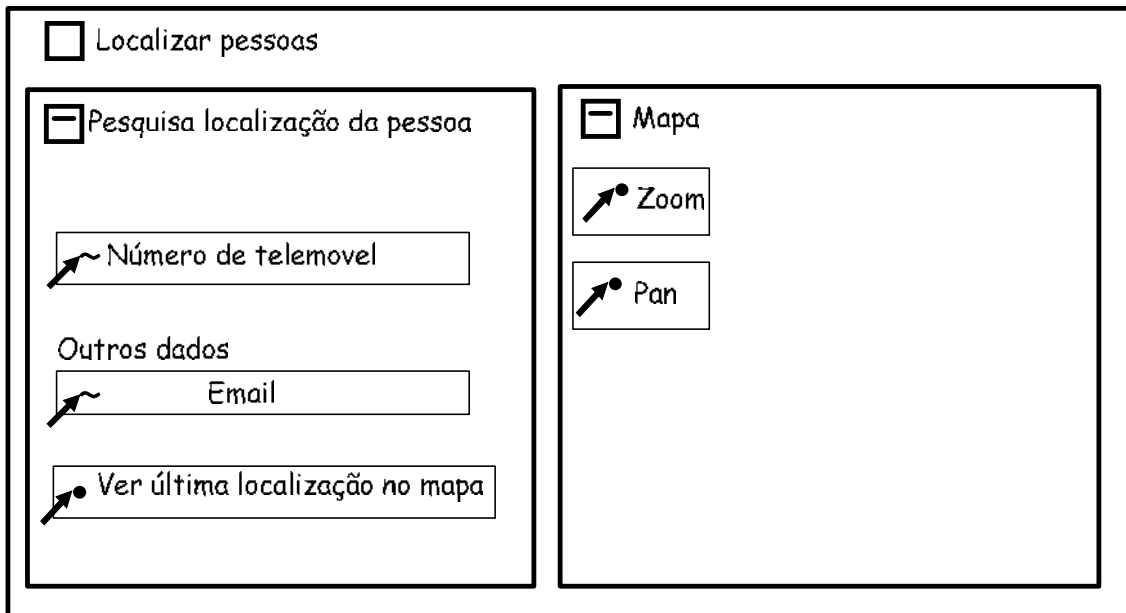 Localizar pessoas
Pesquisa localização da pessoa
Número de telemovel
Outros dados
Email
Ver última localização no mapa
Mapa
Zoom
Pan